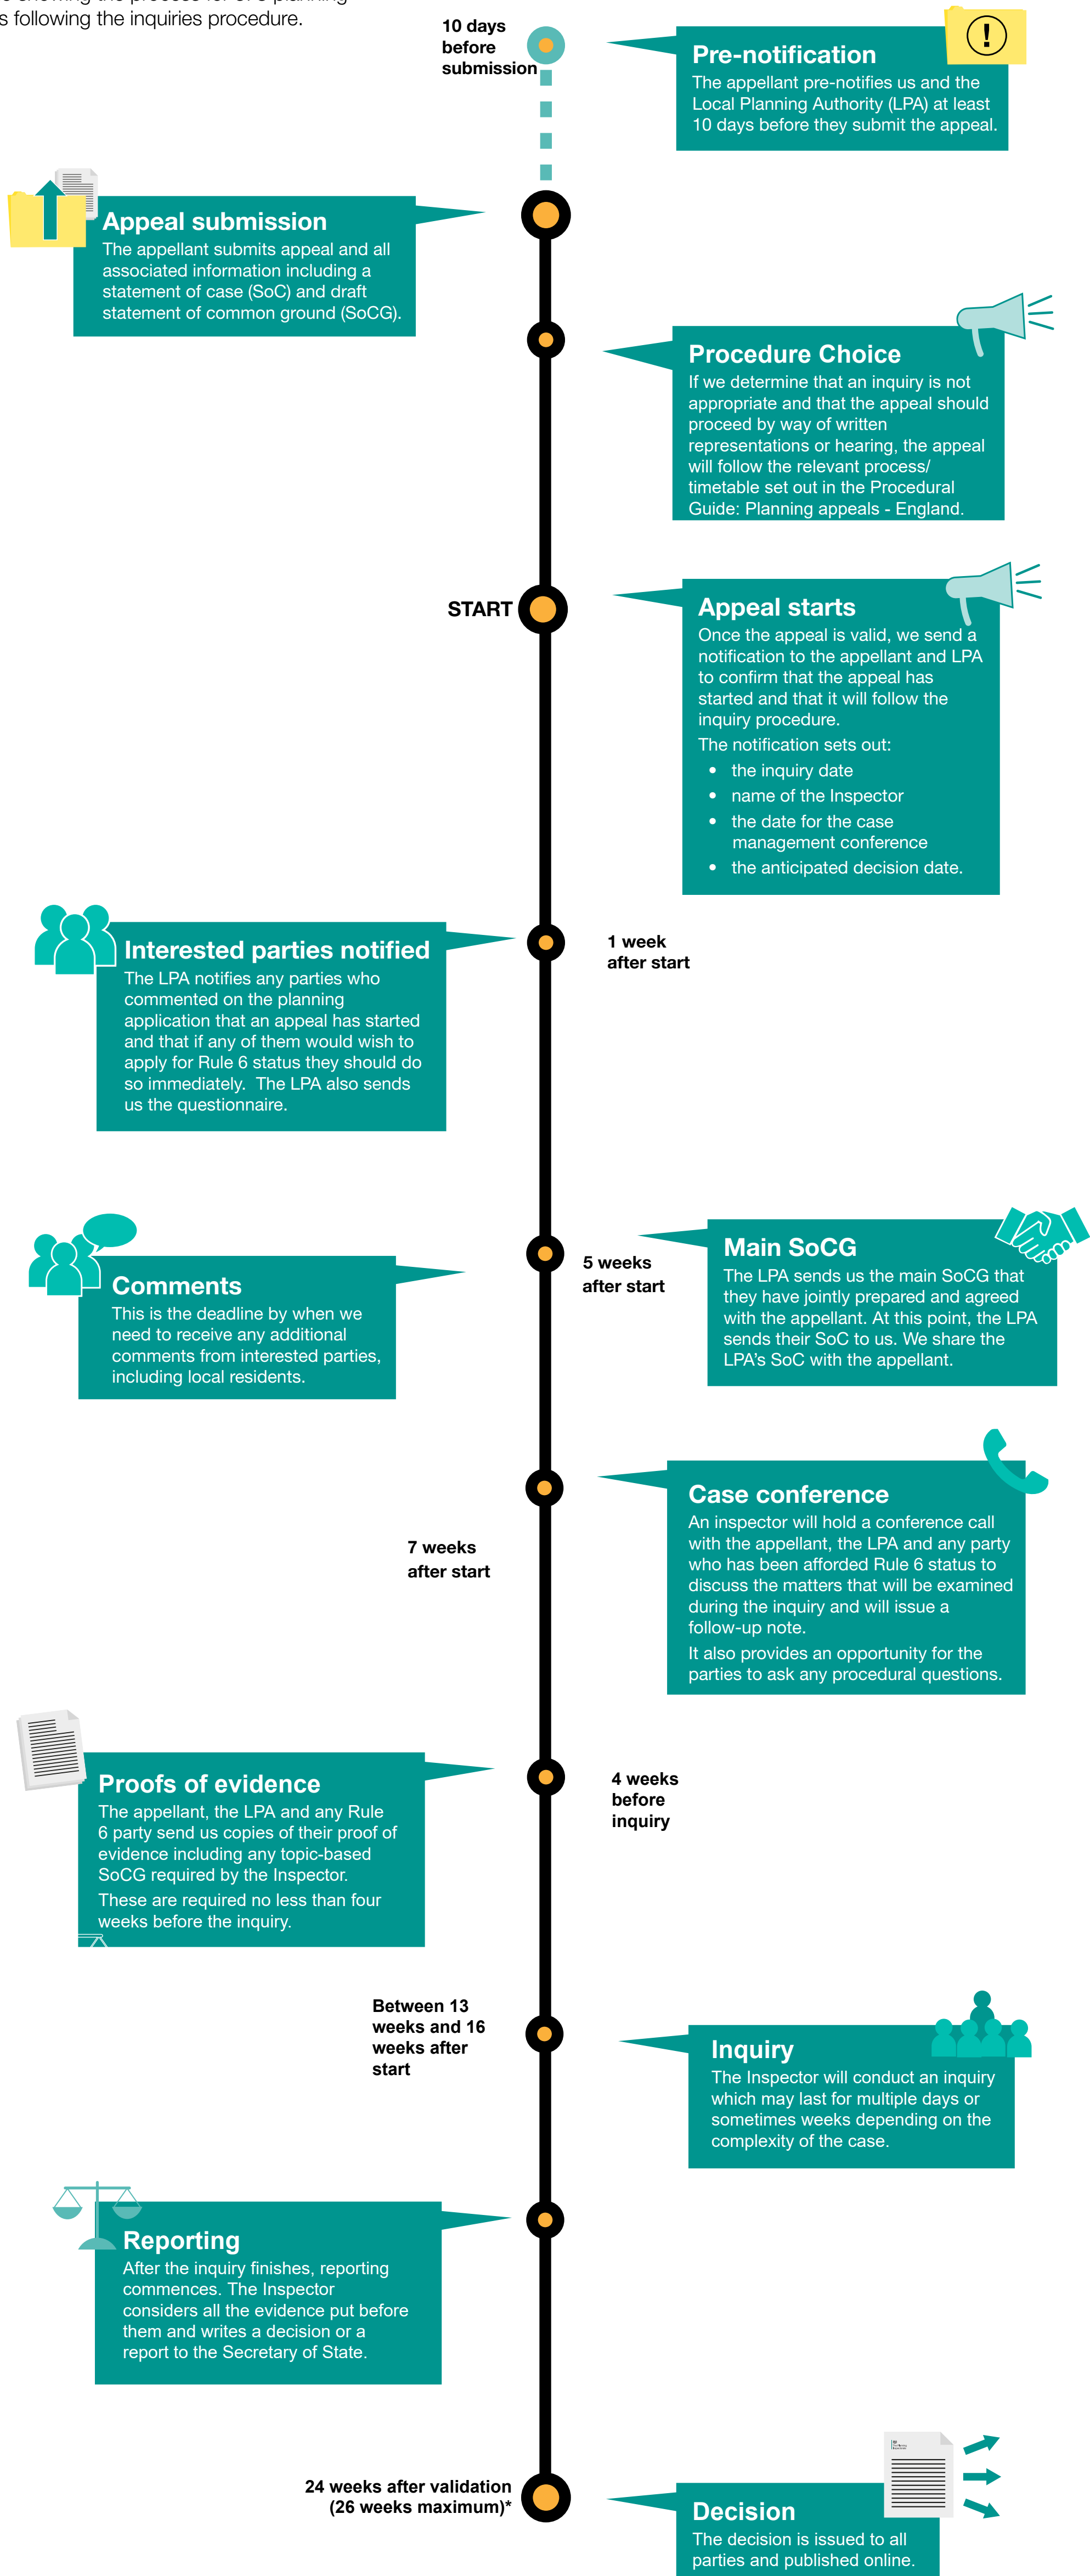 s following the inquiries procedure.
10 days
before
submission
Pre-notification
The appellant pre-notifies us and the
Local Planning Authority (LPA) at least
10 days before they submit the appeal.
Appeal submission
The appellant submits appeal and all
associated information including a
statement of case (SoC) and draft
statement of common ground (SoCG).
Procedure Choice
If we determine that an inquiry is not
appropriate and that the appeal should
proceed by way of written
representations or hearing, the appeal
will follow the relevant process/
timetable set out in the Procedural
Guide: Planning appeals - England.
START
Appeal starts
Once the appeal is valid, we send a
notification to the appellant and LPA
to confirm that the appeal has
started and that it will follow the
inquiry procedure.
The notification sets out:
• the inquiry date
• name of the Inspector
• the date for the case
management conference
• the anticipated decision date.
Interested parties notified
The LPA notifies any parties who
commented on the planning
application that an appeal has started
and that if any of them would wish to
apply for Rule 6 status they should do
so immediately. The LPA also sends
us the questionnaire.
1 week
after start
Comments
This is the deadline by when we
need to receive any additional
comments from interested parties,
including local residents.
5 weeks
after start
Main SoCG
The LPA sends us the main SoCG that
they have jointly prepared and agreed
with the appellant. At this point, the LPA
sends their SoC to us. We share the
LPA's SoC with the appellant.
7 weeks
after start
Case conference
An inspector will hold a conference call
with the appellant, the LPA and any party
who has been afforded Rule 6 status to
discuss the matters that will be examined
during the inquiry and will issue a
follow-up note.
It also provides an opportunity for the
parties to ask any procedural questions.
Proofs of evidence
The appellant, the LPA and any Rule
6 party send us copies of their proof of
evidence including any topic-based
SoCG required by the Inspector.
These are required no less than four
weeks before the inquiry.
4 weeks
before
inquiry
Between 13
weeks and 16
weeks after
start
Inquiry
The Inspector will conduct an inquiry
which may last for multiple days or
sometimes weeks depending on the
complexity of the case.
Reporting
After the inquiry finishes, reporting
commences. The Inspector
considers all the evidence put before
them and writes a decision or a
report to the Secretary of State.
24 weeks after validation
(26 weeks maximum)*
Decision
The decision is issued to all
parties and published online.